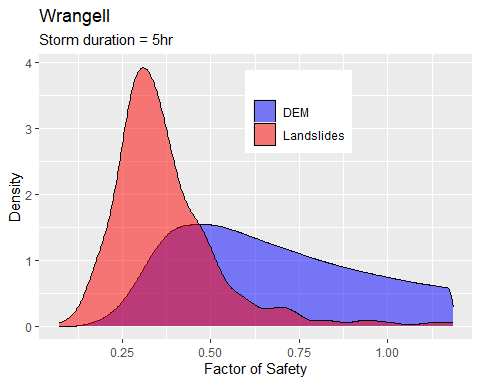 Wrangell
Storm duration = 5hr
4
3
2
1
0
Density
DEM
Landslides
0.25 0.50 0.75 1.00
Factor of Safety